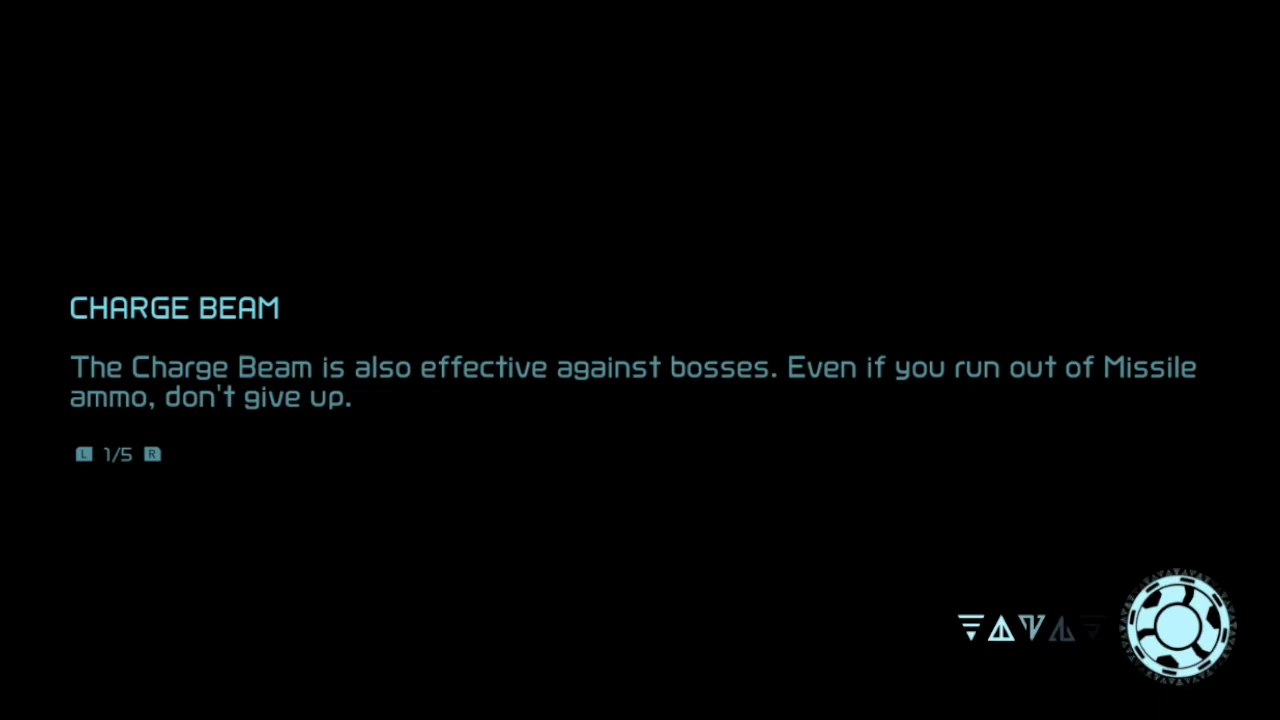 CHARGE BEAM
The Charge Beam is also effective against bosses. Even if you run out of Missile
ammo, don't give up.
L 1/5 R